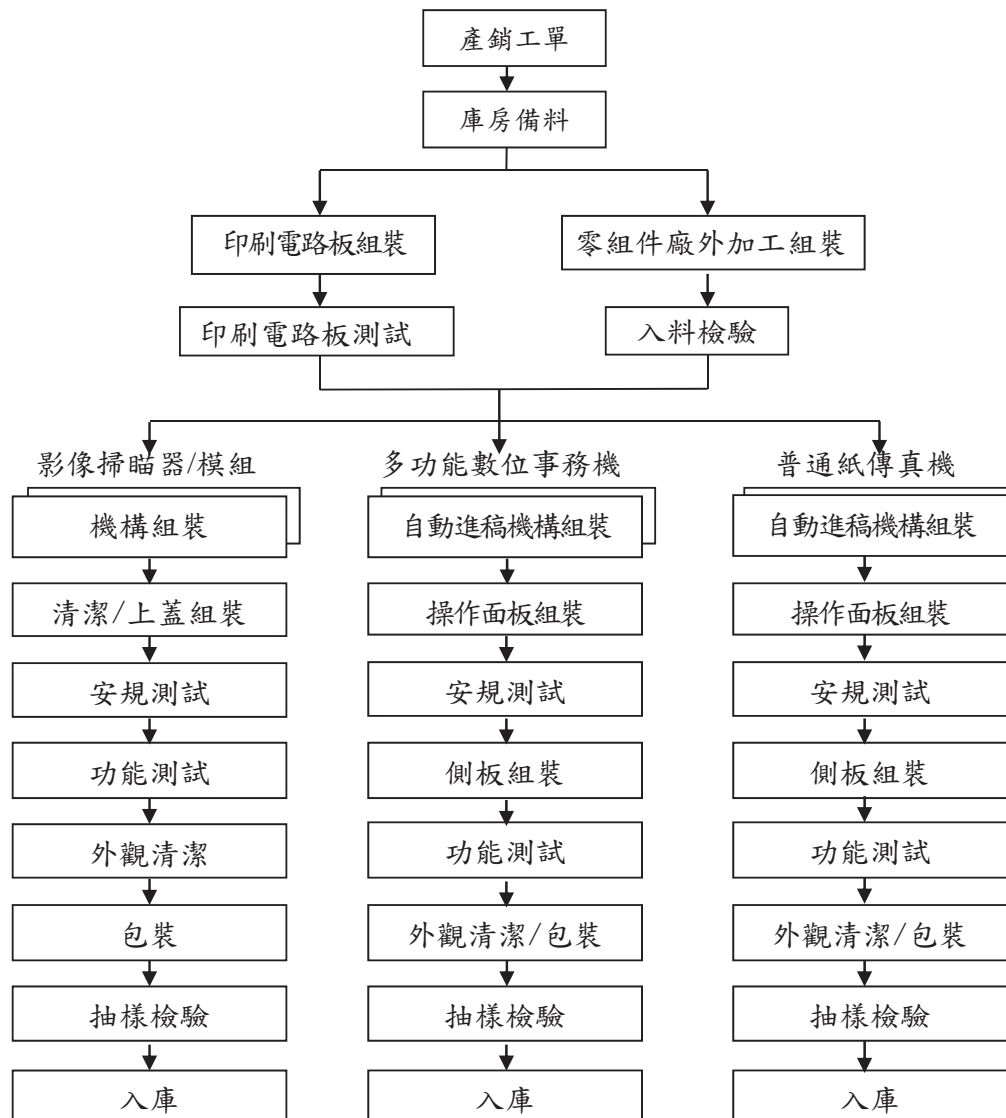 產銷工單
庫房備料
印刷電路板組裝
零組件廠外加工組裝
印刷電路板測試
入料檢驗
影像掃瞄器/模組
機構組裝
清潔/上蓋組裝
安規測試
功能測試
外觀清潔
包裝
抽樣檢驗
入庫
多功能數位事務機
自動進稿機構組裝
操作面板組裝
安規測試
側板組裝
功能測試
外觀清潔/包裝
抽樣檢驗
入庫
普通紙傳真機
自動進稿機構組裝
操作面板組裝
安規測試
側板組裝
功能測試
外觀清潔/包裝
抽樣檢驗
入庫